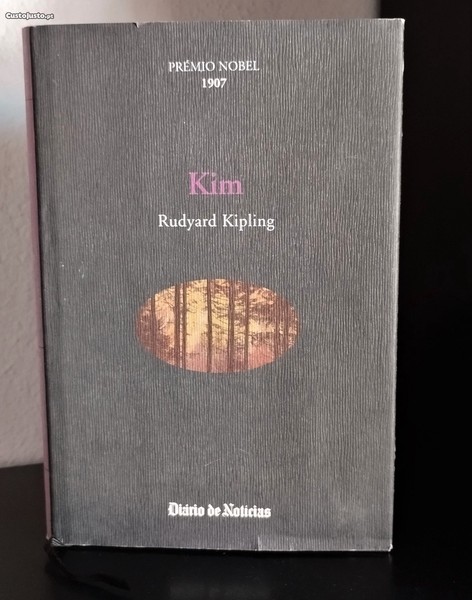 CustoJusto.pt
PRÉMIO NOBEL
1907
Kim
Rudyard Kipling
Diário de Notícias